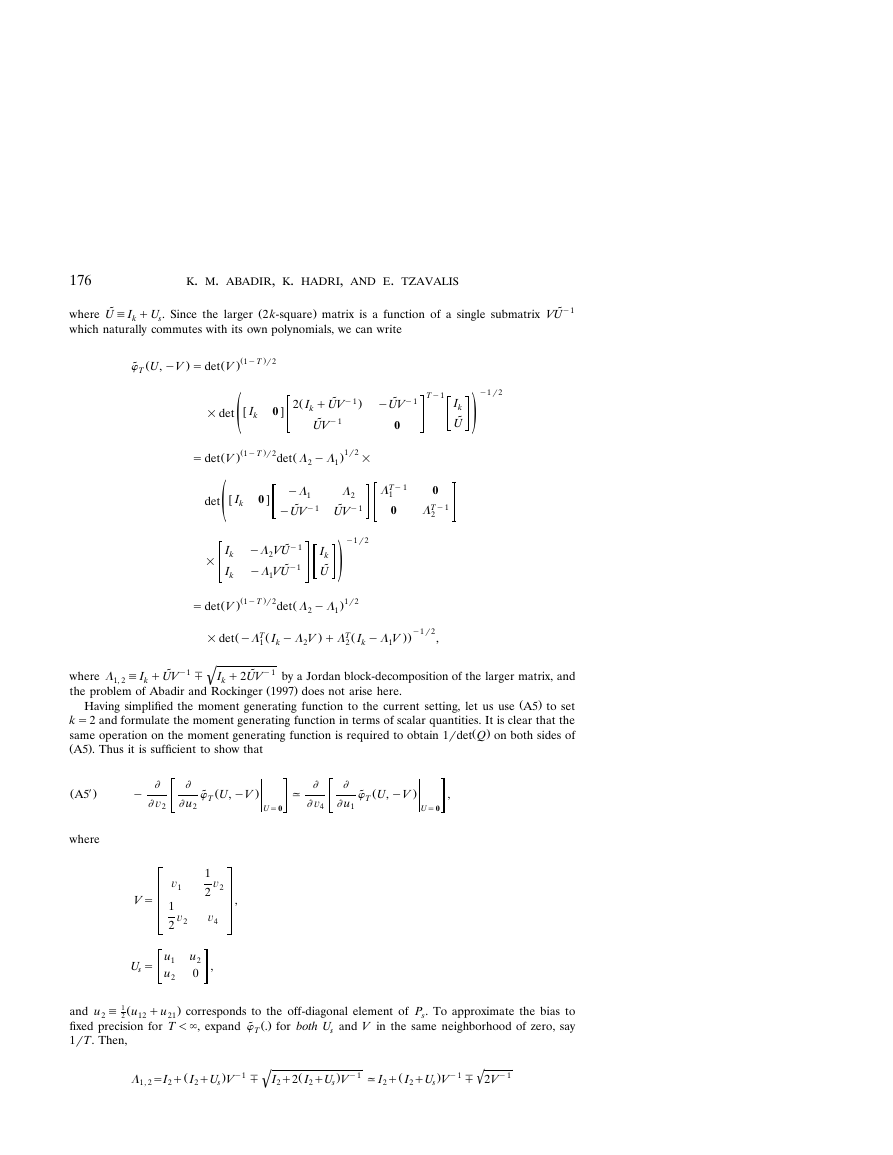 176 K. M. ABADIR, K. HADRI, AND E. TZAVALIS
where Ũ ≡ I_k + U_s. Since the larger (2k-square) matrix is a function of a single submatrix VŨ^{-1}
which naturally commutes with its own polynomials, we can write
φ̃_T(U, −V) = det(V)^{(1−T)/2}
× det([I_k 0][2(I_k + ŨV^{-1}) −ŨV^{-1}; ŨV^{-1} 0]^{T−1}[I_k; Ũ])^{−1/2}
= det(V)^{(1−T)/2} det(Λ_2 − Λ_1)^{1/2} ×
det([I_k 0][−Λ_1 Λ_2; −ŨV^{-1} ŨV^{-1}][Λ_1^{T−1} 0; 0 Λ_2^{T−1}]
× [I_k −Λ_2VŨ^{-1}; I_k −Λ_1VŨ^{-1}][I_k; Ũ])^{−1/2}
= det(V)^{(1−T)/2} det(Λ_2 − Λ_1)^{1/2}
× det(−Λ_1^T(I_k − Λ_2V) + Λ_2^T(I_k − Λ_1V))^{−1/2},
where Λ_{1,2} ≡ I_k + ŨV^{-1} ∓ √(I_k + 2ŨV^{-1}) by a Jordan block-decomposition of the larger matrix, and
the problem of Abadir and Rockinger (1997) does not arise here.
Having simplified the moment generating function to the current setting, let us use (A5) to set
k = 2 and formulate the moment generating function in terms of scalar quantities. It is clear that the
same operation on the moment generating function is required to obtain 1/det(Q) on both sides of
(A5). Thus it is sufficient to show that
(A5′) − ∂/∂v_2 [∂/∂u_2 φ̃_T(U, −V)|_{U=0}] ≃ ∂/∂v_4 [∂/∂u_1 φ̃_T(U, −V)|_{U=0}],
where
V = [v_1 1/2 v_2; 1/2 v_2 v_4],
U_s = [u_1 u_2; u_2 0],
and u_2 ≡ ½(u_{12} + u_{21}) corresponds to the off-diagonal element of P_s. To approximate the bias to
fixed precision for T < ∞, expand φ̃_T(.) for both U_s and V in the same neighborhood of zero, say
1/T. Then,
Λ_{1,2} = I_2 + (I_2 + U_s)V^{-1} ∓ √(I_2 + 2(I_2 + U_s)V^{-1}) ≃ I_2 + (I_2 + U_s)V^{-1} ∓ √(2V^{-1})